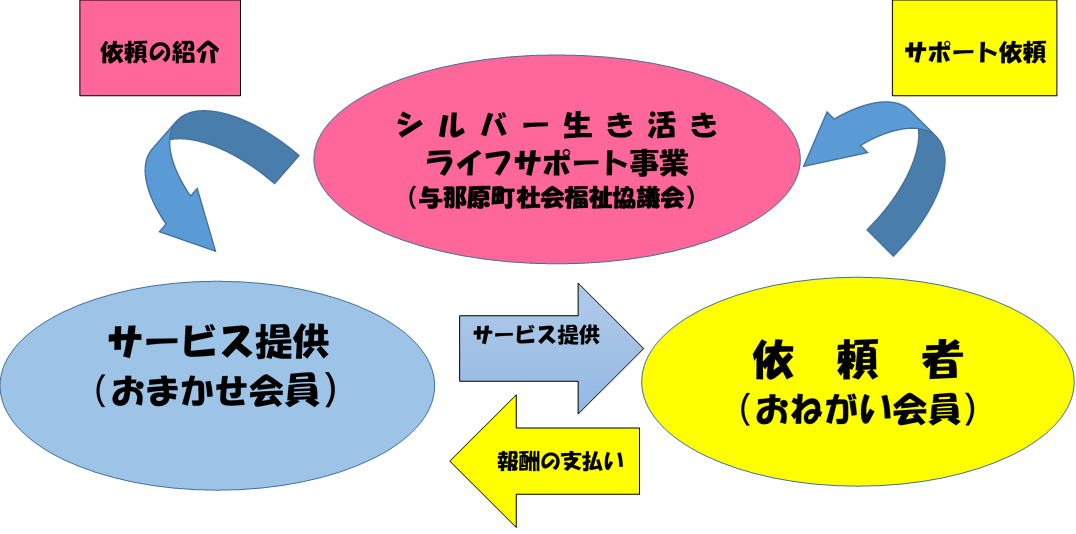 依頼の紹介
サポート依頼
シルバー生き活き
ライフサポート事業
（与那原町社会福祉協議会）
サービス提供
（おまかせ会員）
サービス提供
報酬の支払い
依　頼　者
（おねがい会員）